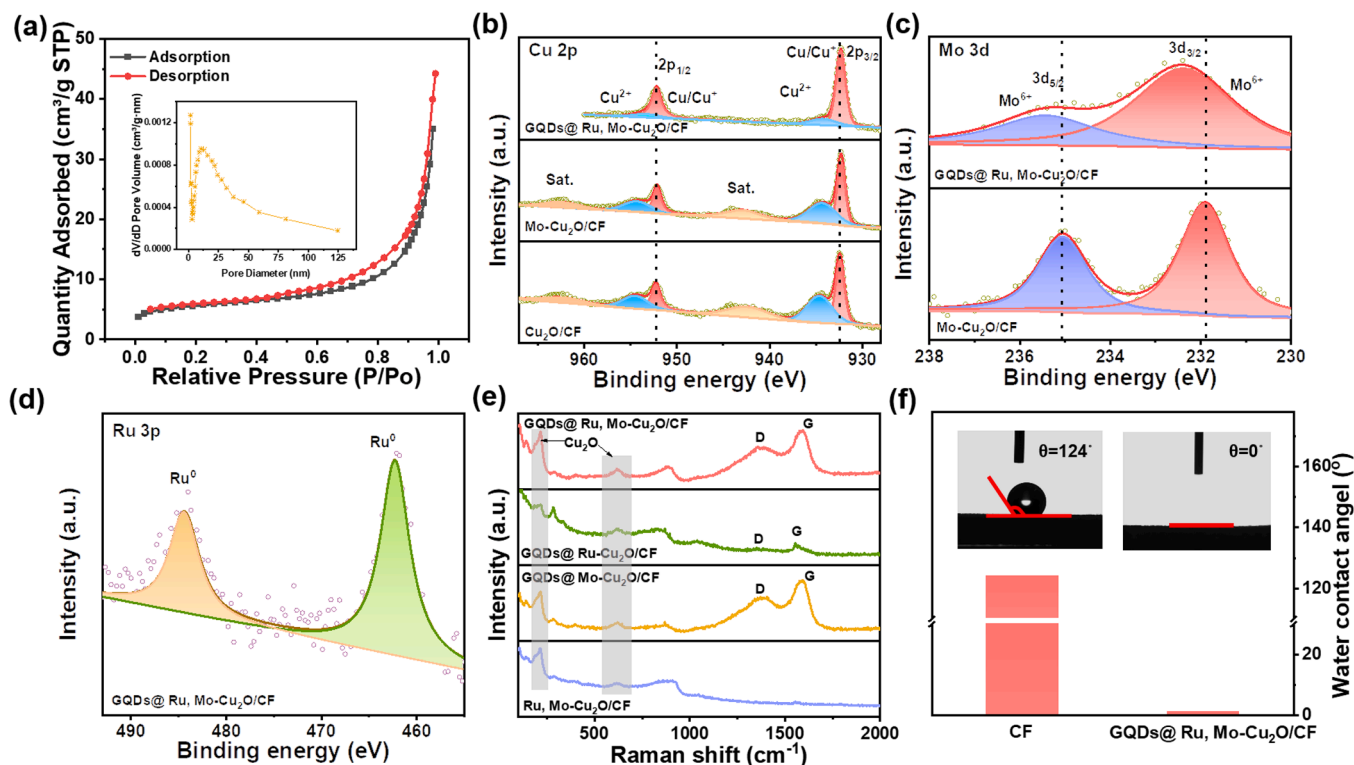 (a)
Quantity Adsorbed (cm³/g STP)
50
40
30
20
10
5
0
Adsorption
Desorption
dV/dDPore Volume (cm³/g-nm)
0.0012
0.0008
0.0004
0.0000
0 25 50 75 100 125
Pore Diameter (nm)
0.0 0.2 0.4 0.6 0.8 1.0
Relative Pressure (P/Po)
(b)
Intensity (a.u.)
Cu 2p
Cu/Cu⁺ 2p₃/₂
2p₁/₂
Cu²⁺ Cu/Cu⁺ Cu²⁺
GQDs@ Ru, Mo-Cu₂O/CF
Sat. Sat.
Mo-Cu₂O/CF
Cu₂O/CF
960 950 940 930
Binding energy (eV)
(c)
Intensity (a.u.)
Mo 3d
3d₃/₂
3d₅/₂
Mo⁶⁺ Mo⁶⁺
GQDs@ Ru, Mo-Cu₂O/CF
Mo-Cu₂O/CF
238 236 234 232 230
Binding energy (eV)
(d)
Intensity (a.u.)
Ru 3p
Ru⁰
Ru⁰
GQDs@ Ru, Mo-Cu₂O/CF
490 480 470 460
Binding energy (eV)
(e)
Intensity (a.u.)
GQDs@ Ru, Mo-Cu₂O/CF
Cu₂O
D G
GQDs@ Ru-Cu₂O/CF
D G
GQDs@ Mo-Cu₂O/CF
D G
Ru, Mo-Cu₂O/CF
500 1000 1500 2000
Raman shift (cm⁻¹)
(f)
θ=124°
θ=0°
160
140
120
20
0
Water contact angel (⁰)
CF GQDs@ Ru, Mo-Cu₂O/CF